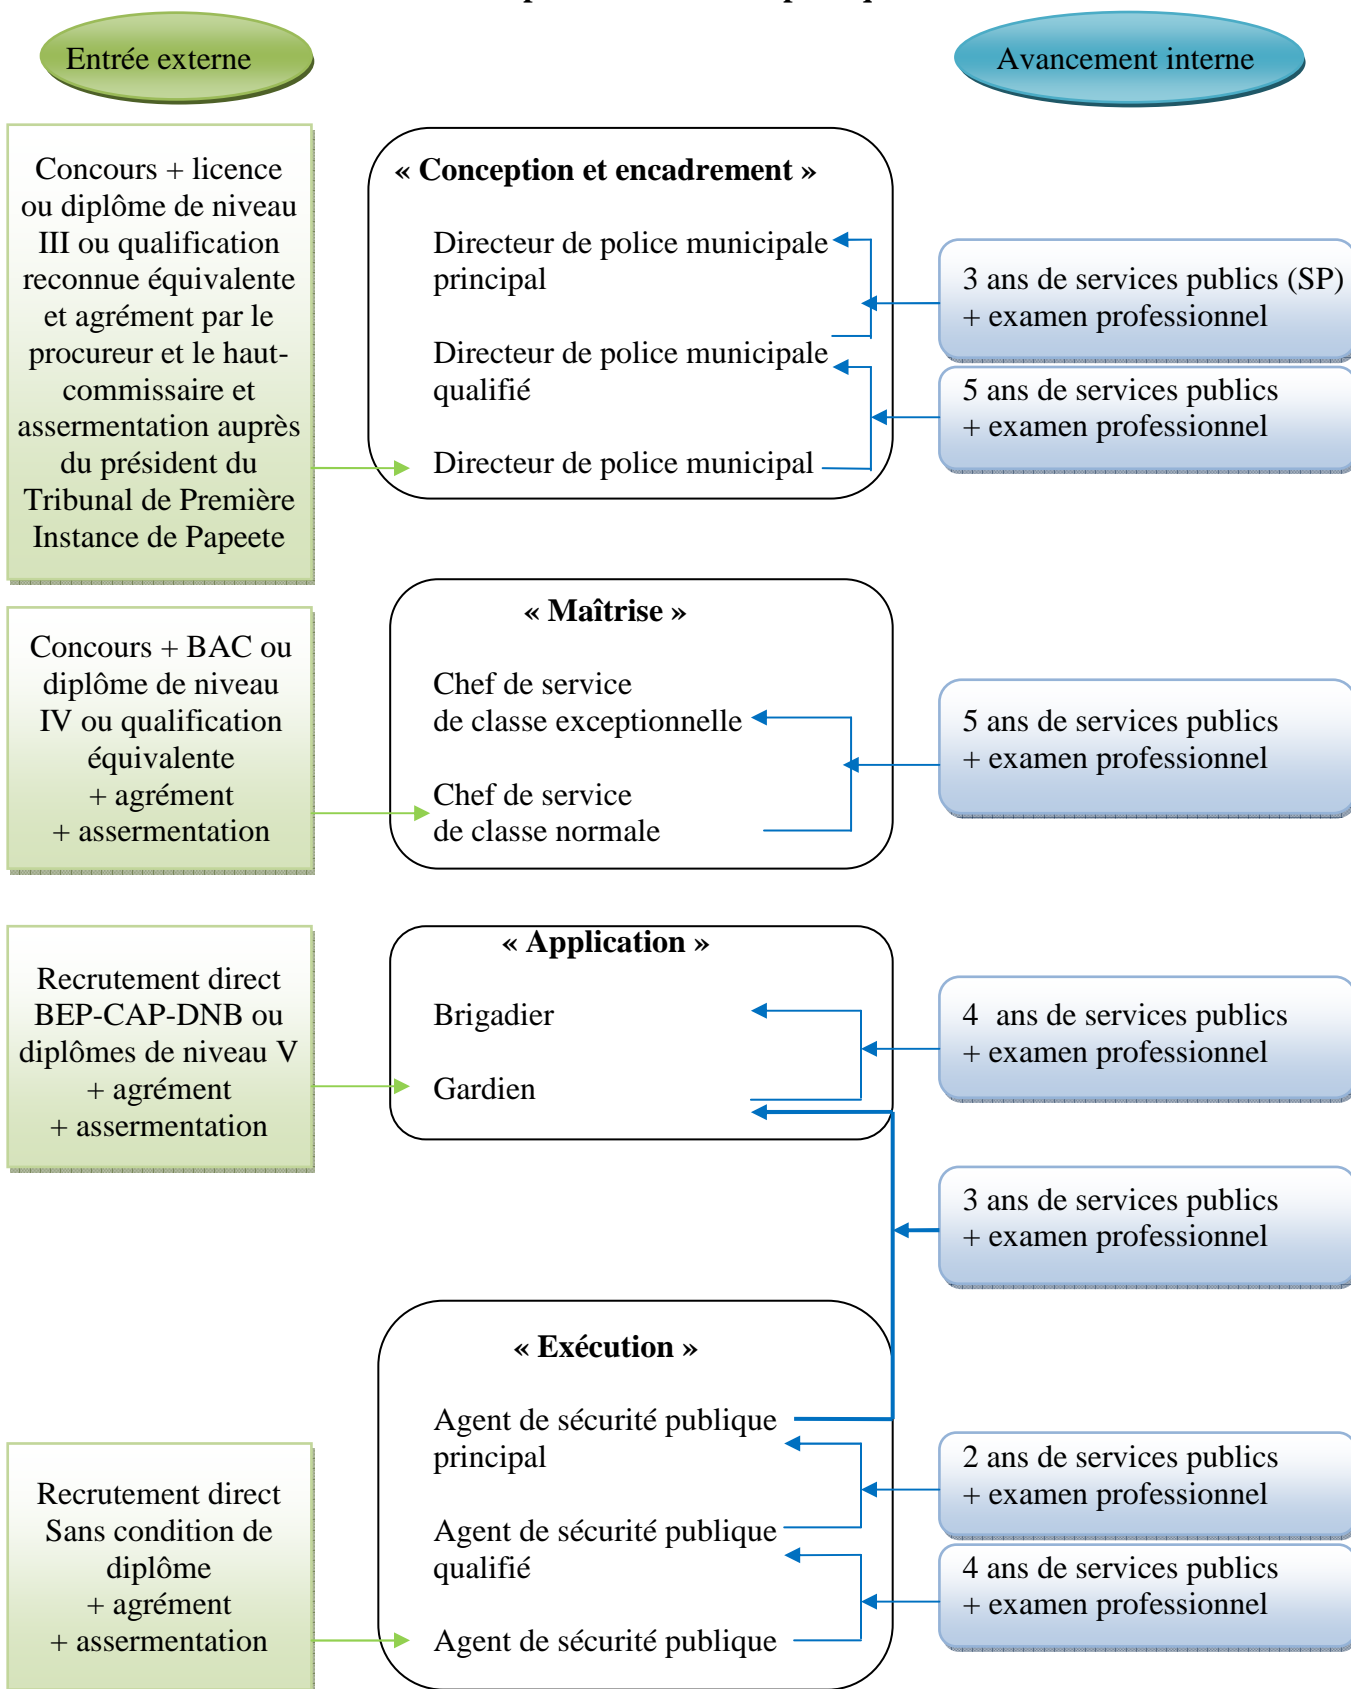 Entrée externe
Avancement interne
Concours + licence
ou diplôme de niveau
III ou qualification
reconnue équivalente
et agrément par le
procureur et le haut-
commissaire et
assermentation auprès
du président du
Tribunal de Première
Instance de Papeete
« Conception et encadrement »
Directeur de police municipale
principal
Directeur de police municipale
qualifié
Directeur de police municipal
3 ans de services publics (SP)
+ examen professionnel
5 ans de services publics
+ examen professionnel
Concours + BAC ou
diplôme de niveau
IV ou qualification
équivalente
+ agrément
+ assermentation
« Maîtrise »
Chef de service
de classe exceptionnelle
Chef de service
de classe normale
5 ans de services publics
+ examen professionnel
Recrutement direct
BEP-CAP-DNB ou
diplômes de niveau V
+ agrément
+ assermentation
« Application »
Brigadier
Gardien
4 ans de services publics
+ examen professionnel
3 ans de services publics
+ examen professionnel
Recrutement direct
Sans condition de
diplôme
+ agrément
+ assermentation
« Exécution »
Agent de sécurité publique
principal
Agent de sécurité publique
qualifié
Agent de sécurité publique
2 ans de services publics
+ examen professionnel
4 ans de services publics
+ examen professionnel